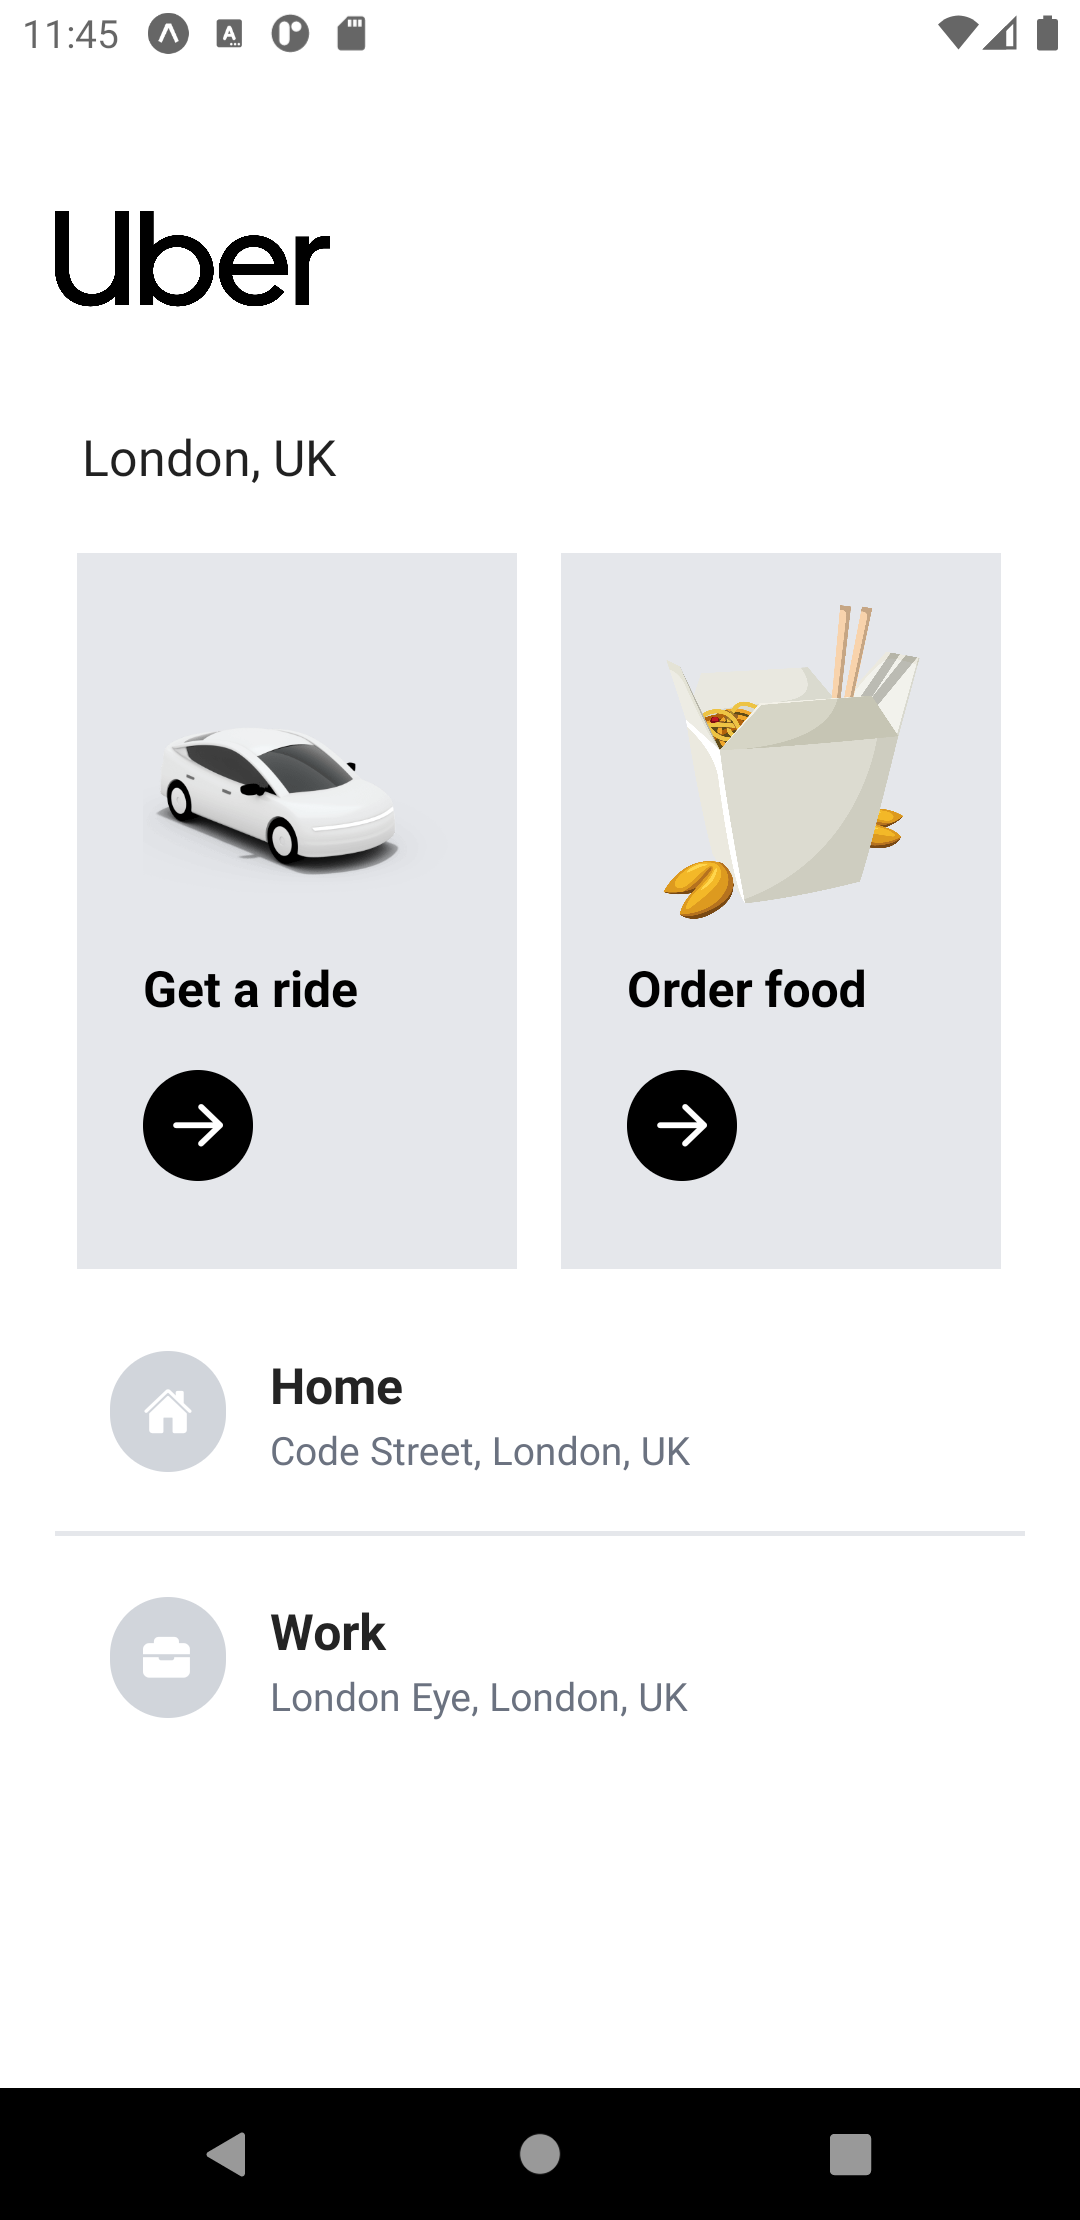 11:45
Uber
London, UK
Get a ride
Order food
Home
Code Street, London, UK
Work
London Eye, London, UK